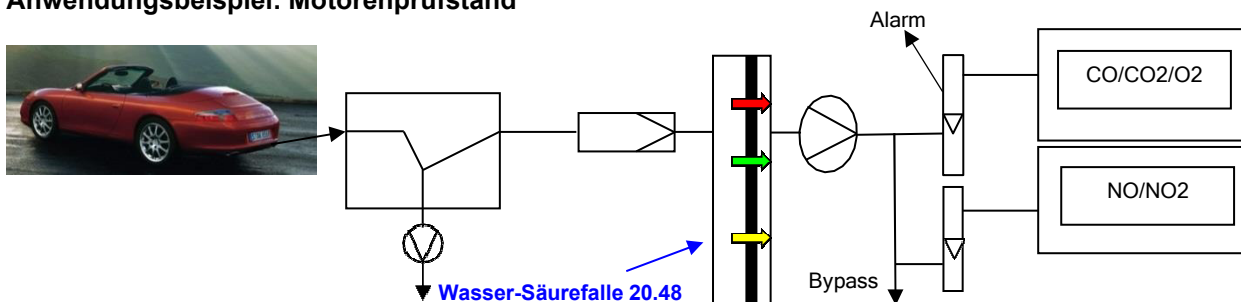 Anwendungsbeispiel: Motorenprüfstand
Alarm
CO/CO2/O2
NO/NO2
Bypass
Wasser-Säurefalle 20.48